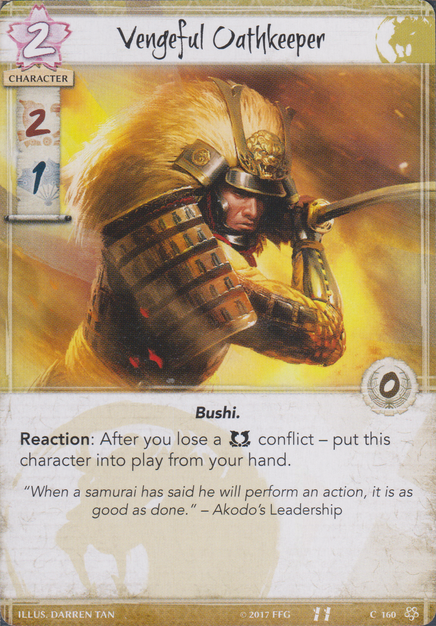 2
Vengeful Oathkeeper
CHARACTER
2
1
0
Bushi.
Reaction: After you lose a conflict – put this
character into play from your hand.
“When a samurai has said he will perform an action, it is as
good as done.” – Akodo’s Leadership
ILLUS. DARREN TAN
© 2017 FFG
C 160